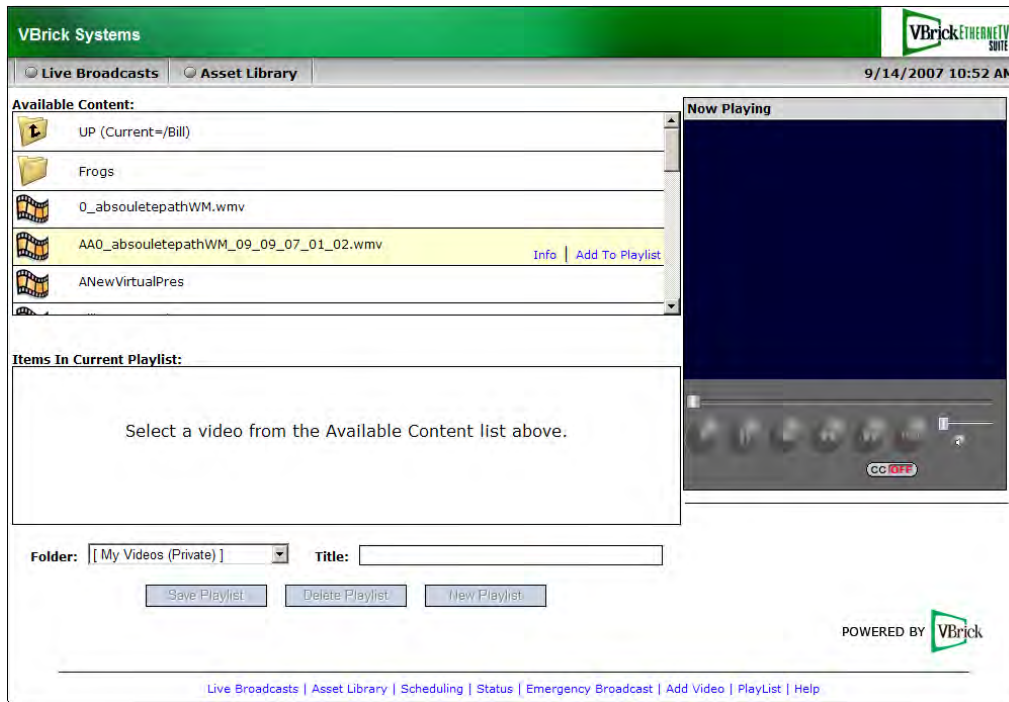 VBrick Systems
VBrick ETHERNETV
SUITE
Live Broadcasts
Asset Library
9/14/2007 10:52 AM
Available Content:
Now Playing
UP (Current=/Bill)
Frogs
0_absouletepathWM.wmv
AA0_absouletepathWM_09_09_07_01_02.wmv
Info | Add To Playlist
ANewVirtualPres
Items In Current Playlist:
Select a video from the Available Content list above.
CC OFF
Folder: [ My Videos (Private) ] Title:
Save Playlist Delete Playlist New Playlist
POWERED BY VBrick
Live Broadcasts | Asset Library | Scheduling | Status | Emergency Broadcast | Add Video | PlayList | Help